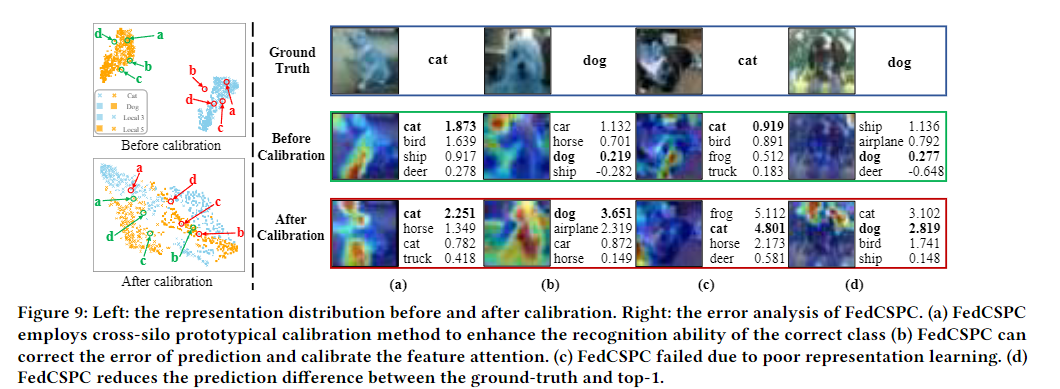 d a
b
c
b
d
a
c
Cat
Dog
Local 3
Local 5
Before calibration
a
d
a
c
d
b
c
b
After calibration
Ground
Truth
cat
dog
cat
dog
Before
Calibration
cat 1.873
bird 1.639
ship 0.917
deer 0.278
car 1.132
horse 0.701
dog 0.219
ship -0.282
cat 0.919
bird 0.891
frog 0.512
truck 0.183
ship 1.136
airplane 0.792
dog 0.277
deer -0.648
After
Calibration
cat 2.251
horse 1.349
cat 0.782
truck 0.418
dog 3.651
airplane 2.319
car 0.872
horse 0.149
frog 5.112
cat 4.801
horse 2.173
deer 0.581
cat 3.102
dog 2.819
bird 1.741
ship 0.148
(a) (b) (c) (d)
Figure 9: Left: the representation distribution before and after calibration. Right: the error analysis of FedCSPC. (a) FedCSPC
employs cross-silo prototypical calibration method to enhance the recognition ability of the correct class (b) FedCSPC can
correct the error of prediction and calibrate the feature attention. (c) FedCSPC failed due to poor representation learning. (d)
FedCSPC reduces the prediction difference between the ground-truth and top-1.